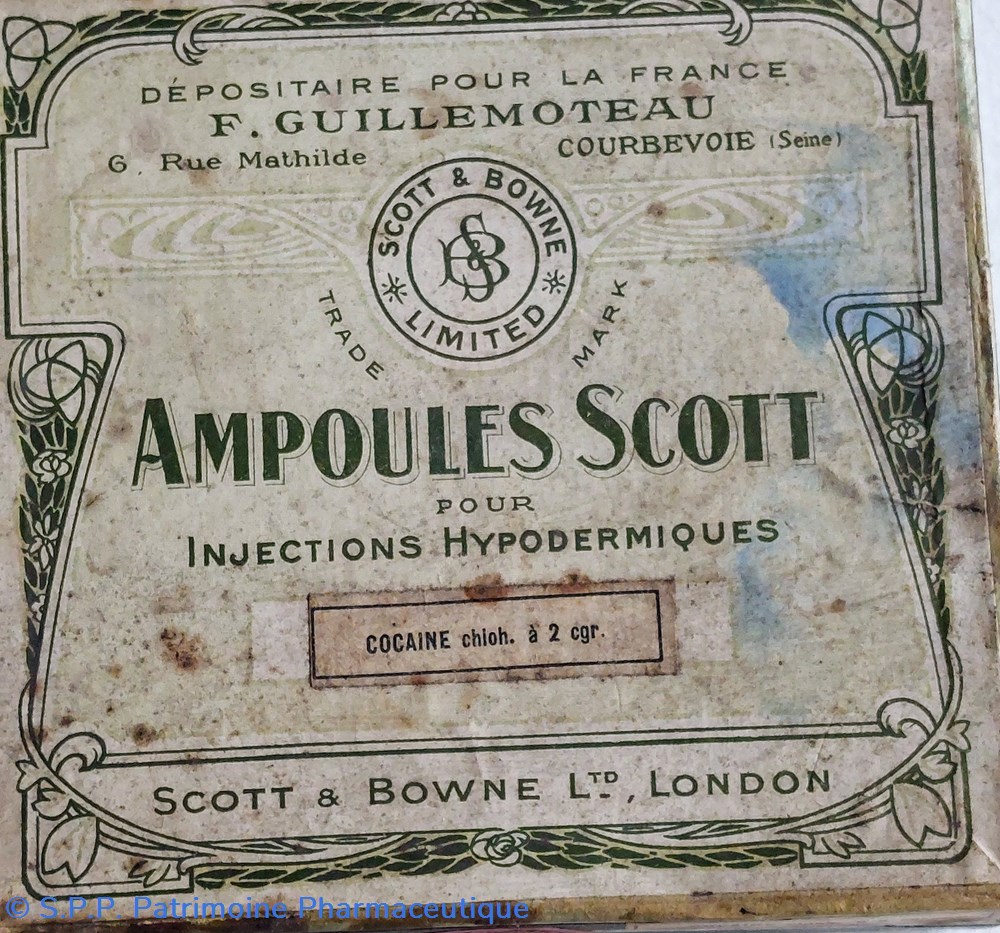 DÉPOSITAIRE POUR LA FRANCE
F. GUILLEMOTEAU
6, Rue Mathilde COURBEVOIE (Seine)
SCOTT & BOWNE
LIMITED
S&B
TRADE MARK
AMPOULES SCOTT
POUR
INJECTIONS HYPODERMIQUES
COCAINE chloh. à 2 cgr.
SCOTT & BOWNE LTD., LONDON
© S.P.P. Patrimoine Pharmaceutique